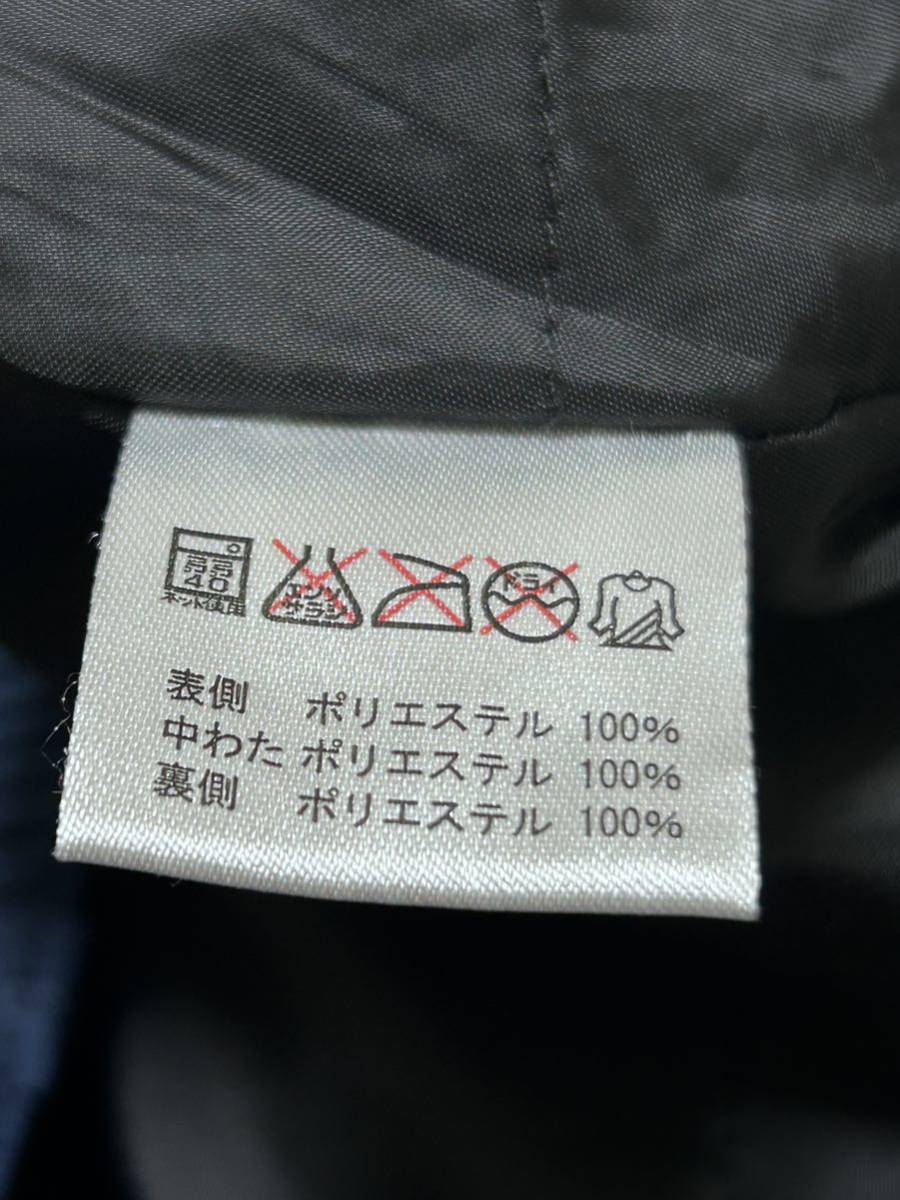 弱
40
ネット使用
エンソ
サラシ
ドライ
表側 ポリエステル 100%
中わた ポリエステル 100%
裏側 ポリエステル 100%